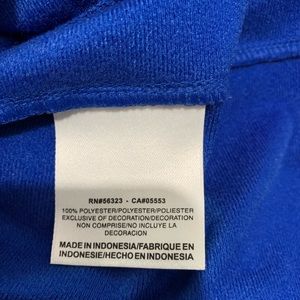 RN#56323 - CA#05553
100% POLYESTER/POLYESTER/POLIESTER
EXCLUSIVE OF DECORATION/DECORATION
NON COMPRISE/NO INCLUYE LA
DECORACION
MADE IN INDONESIA/FABRIQUE EN
INDONESIE/HECHO EN INDONESIA